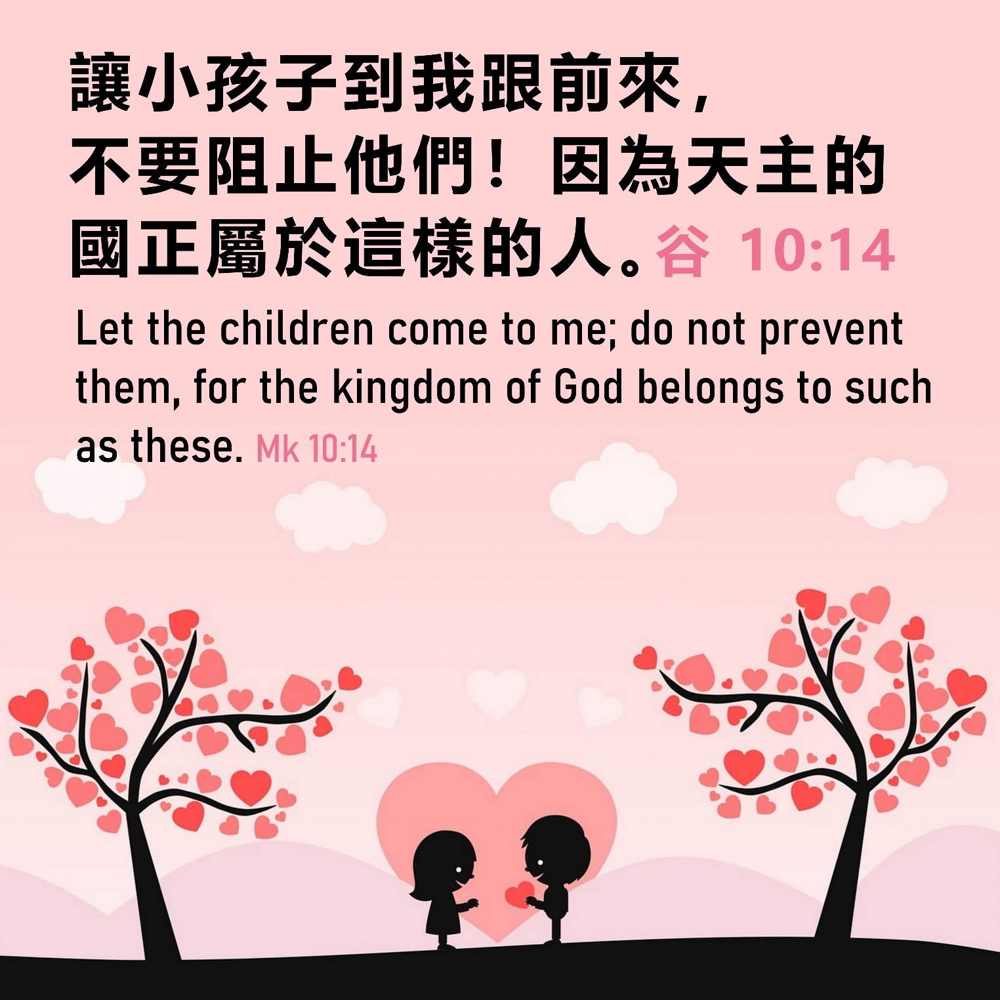 讓小孩子到我跟前來，
不要阻止他們！因為天主的
國正屬於這樣的人。谷 10:14
Let the children come to me; do not prevent
them, for the kingdom of God belongs to such
as these. Mk 10:14